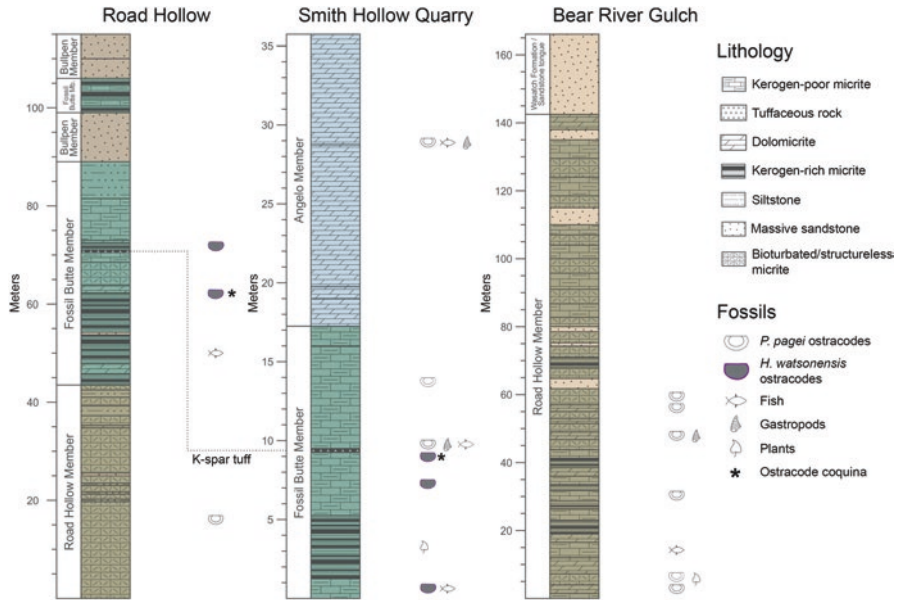 Road Hollow
Smith Hollow Quarry
Bear River Gulch
Meters
100
80
60
40
20
Bullpen
Member
Fossil
Butte Mb.
Bullpen
Member
Fossil Butte Member
Road Hollow Member
K-spar tuff
Meters
35
30
25
20
15
10
5
Angelo Member
Fossil Butte Member
Meters
160
140
120
100
80
60
40
20
Wasatch Formation /
Sandstone tongue
Road Hollow Member
Lithology
Kerogen-poor micrite
Tuffaceous rock
Dolomicrite
Kerogen-rich micrite
Siltstone
Massive sandstone
Bioturbated/structureless
micrite
Fossils
P. pagei ostracodes
H. watsonensis
ostracodes
Fish
Gastropods
Plants
* Ostracode coquina
*
*